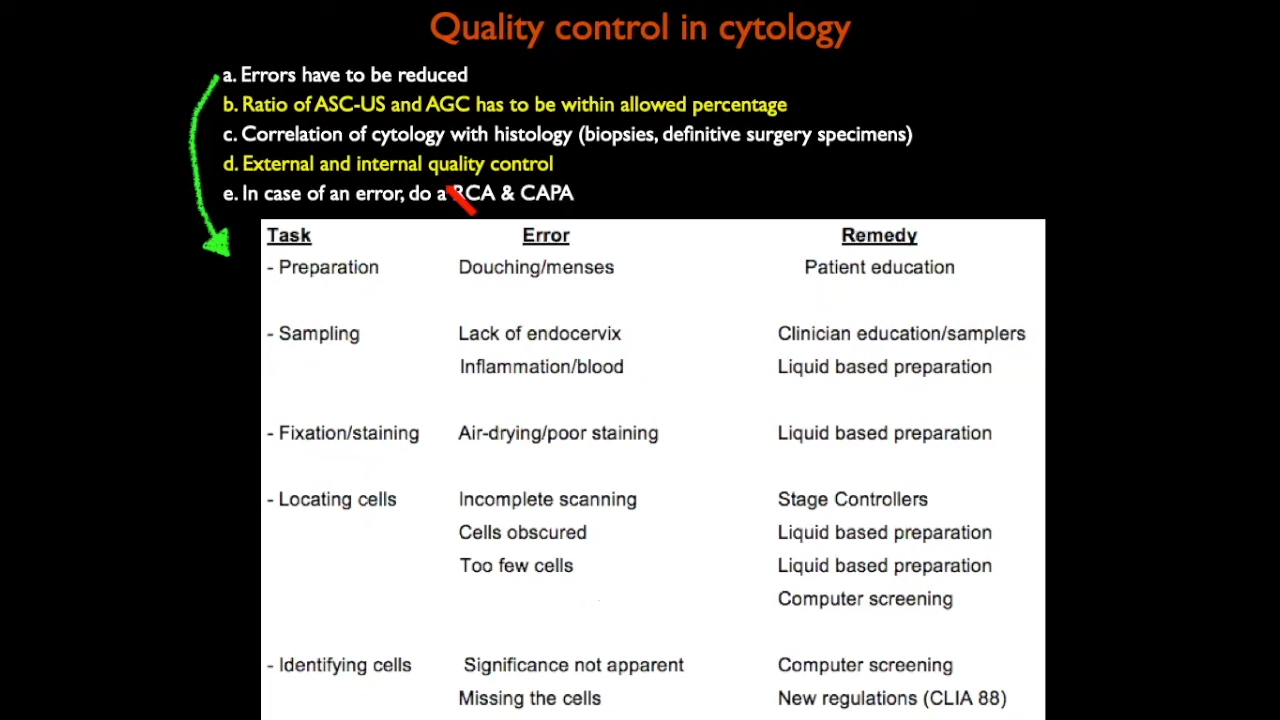 Quality control in cytology
a. Errors have to be reduced
b. Ratio of ASC-US and AGC has to be within allowed percentage
c. Correlation of cytology with histology (biopsies, definitive surgery specimens)
d. External and internal quality control
e. In case of an error, do a RCA & CAPA
Task Error Remedy
- Preparation Douching/menses Patient education
- Sampling Lack of endocervix Clinician education/samplers
Inflammation/blood Liquid based preparation
- Fixation/staining Air-drying/poor staining Liquid based preparation
- Locating cells Incomplete scanning Stage Controllers
Cells obscured Liquid based preparation
Too few cells Liquid based preparation
Computer screening
- Identifying cells Significance not apparent Computer screening
Missing the cells New regulations (CLIA 88)